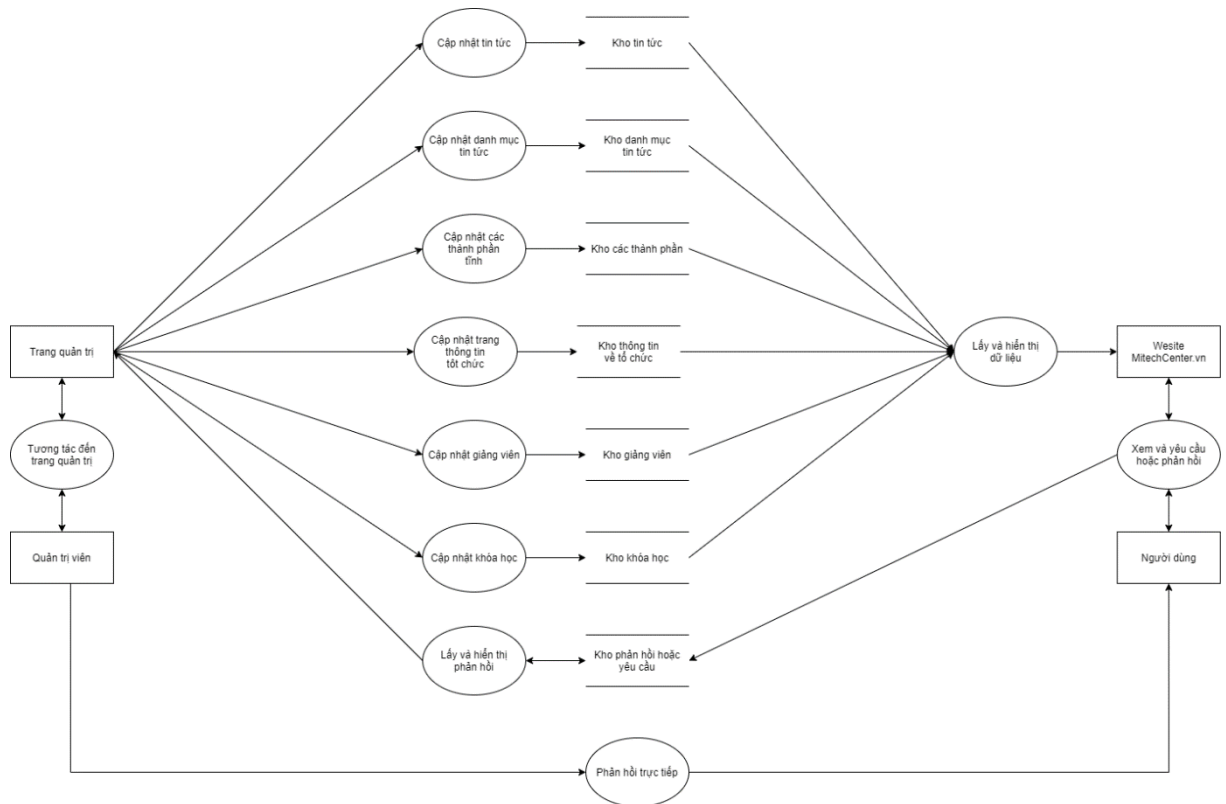 Cập nhật tin tức
Kho tin tức
Cập nhật danh mục
tin tức
Kho danh mục
tin tức
Cập nhật các
thành phần
tĩnh
Kho các thành phần
Trang quản trị
Cập nhật trang
thông tin
tốt chức
Kho thông tin
về tổ chức
Lấy và hiển thị
dữ liệu
Wesite
MitechCenter.vn
Tương tác đến
trang quản trị
Cập nhật giảng viên
Kho giảng viên
Xem và yêu cầu
hoặc phản hồi
Quản trị viên
Cập nhật khóa học
Kho khóa học
Người dùng
Lấy và hiển thị
phản hồi
Kho phản hồi hoặc
yêu cầu
Phản hồi trực tiếp